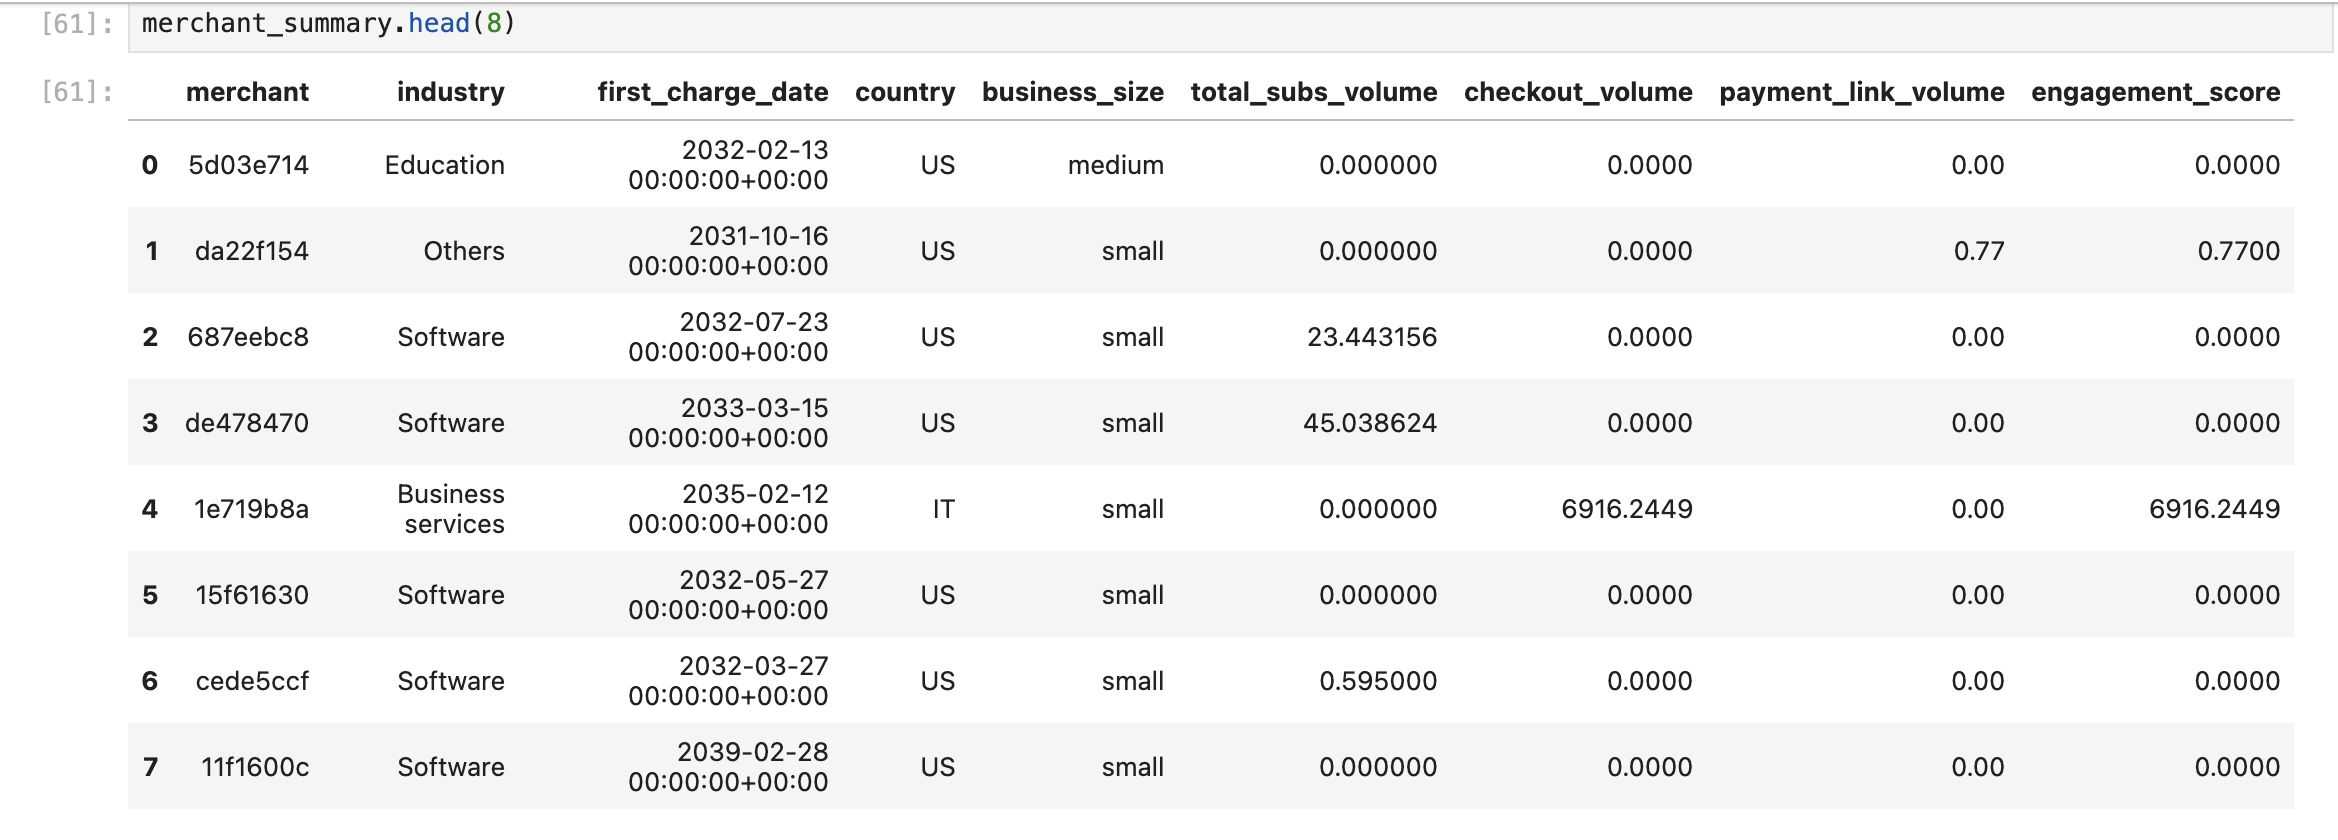 [61]: merchant_summary.head(8)
[61]: merchant industry first_charge_date country business_size total_subs_volume checkout_volume payment_link_volume engagement_score
0 5d03e714 Education 2032-02-13 00:00:00+00:00 US medium 0.000000 0.0000 0.00 0.0000
1 da22f154 Others 2031-10-16 00:00:00+00:00 US small 0.000000 0.0000 0.77 0.7700
2 687eebc8 Software 2032-07-23 00:00:00+00:00 US small 23.443156 0.0000 0.00 0.0000
3 de478470 Software 2033-03-15 00:00:00+00:00 US small 45.038624 0.0000 0.00 0.0000
4 1e719b8a Business services 2035-02-12 00:00:00+00:00 IT small 0.000000 6916.2449 0.00 6916.2449
5 15f61630 Software 2032-05-27 00:00:00+00:00 US small 0.000000 0.0000 0.00 0.0000
6 cede5ccf Software 2032-03-27 00:00:00+00:00 US small 0.595000 0.0000 0.00 0.0000
7 11f1600c Software 2039-02-28 00:00:00+00:00 US small 0.000000 0.0000 0.00 0.0000